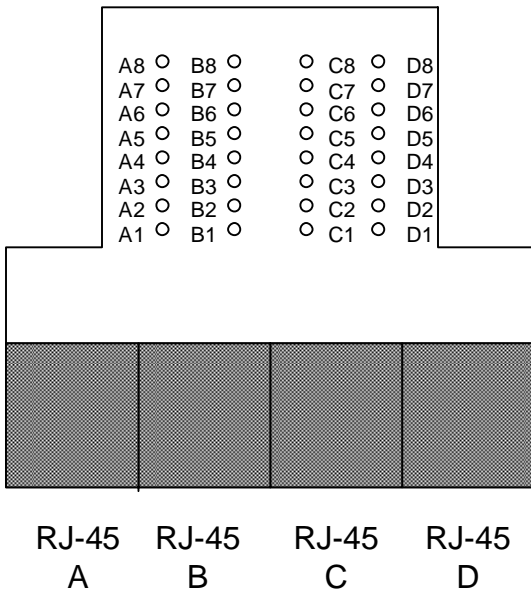 A8 B8 C8 D8
A7 B7 C7 D7
A6 B6 C6 D6
A5 B5 C5 D5
A4 B4 C4 D4
A3 B3 C3 D3
A2 B2 C2 D2
A1 B1 C1 D1
RJ-45 RJ-45 RJ-45 RJ-45
A B C D